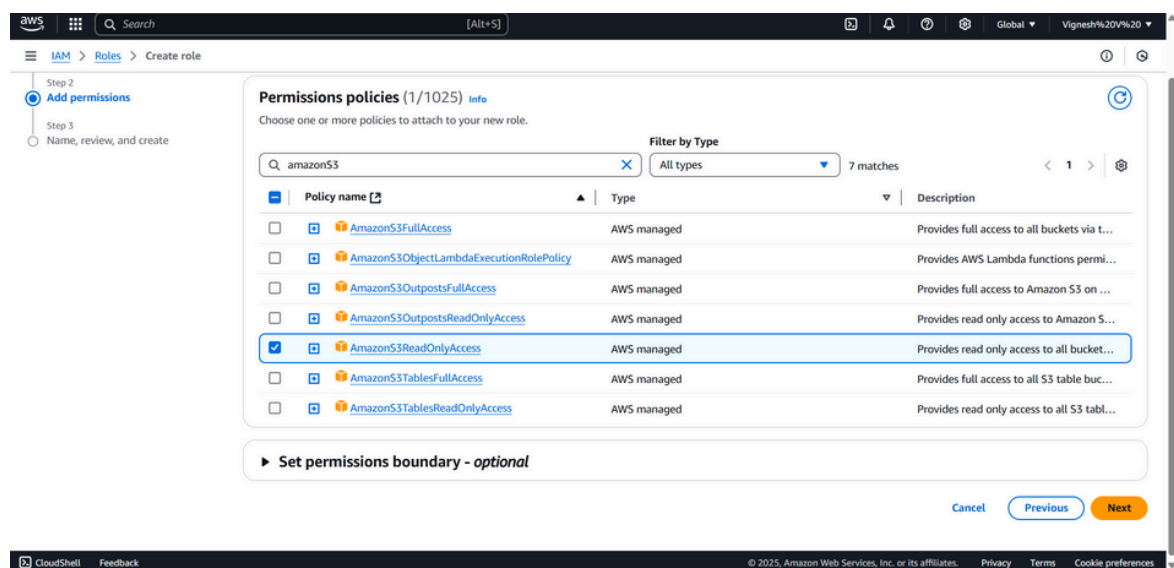 aws Search [Alt+S] Global Vignesh%20V%20
IAM > Roles > Create role
Step 2
Add permissions
Step 3
Name, review, and create
Permissions policies (1/1025) Info
Choose one or more policies to attach to your new role.
Filter by Type
amazonS3 All types 7 matches 1
Policy name Type Description
AmazonS3FullAccess AWS managed Provides full access to all buckets via t...
AmazonS3ObjectLambdaExecutionRolePolicy AWS managed Provides AWS Lambda functions permi...
AmazonS3OutpostsFullAccess AWS managed Provides full access to Amazon S3 on ...
AmazonS3OutpostsReadOnlyAccess AWS managed Provides read only access to Amazon S...
AmazonS3ReadOnlyAccess AWS managed Provides read only access to all bucket...
AmazonS3TablesFullAccess AWS managed Provides full access to all S3 table buc...
AmazonS3TablesReadOnlyAccess AWS managed Provides read only access to all S3 tabl...
Set permissions boundary - optional
Cancel Previous Next
CloudShell Feedback © 2025, Amazon Web Services, Inc. or its affiliates. Privacy Terms Cookie preferences